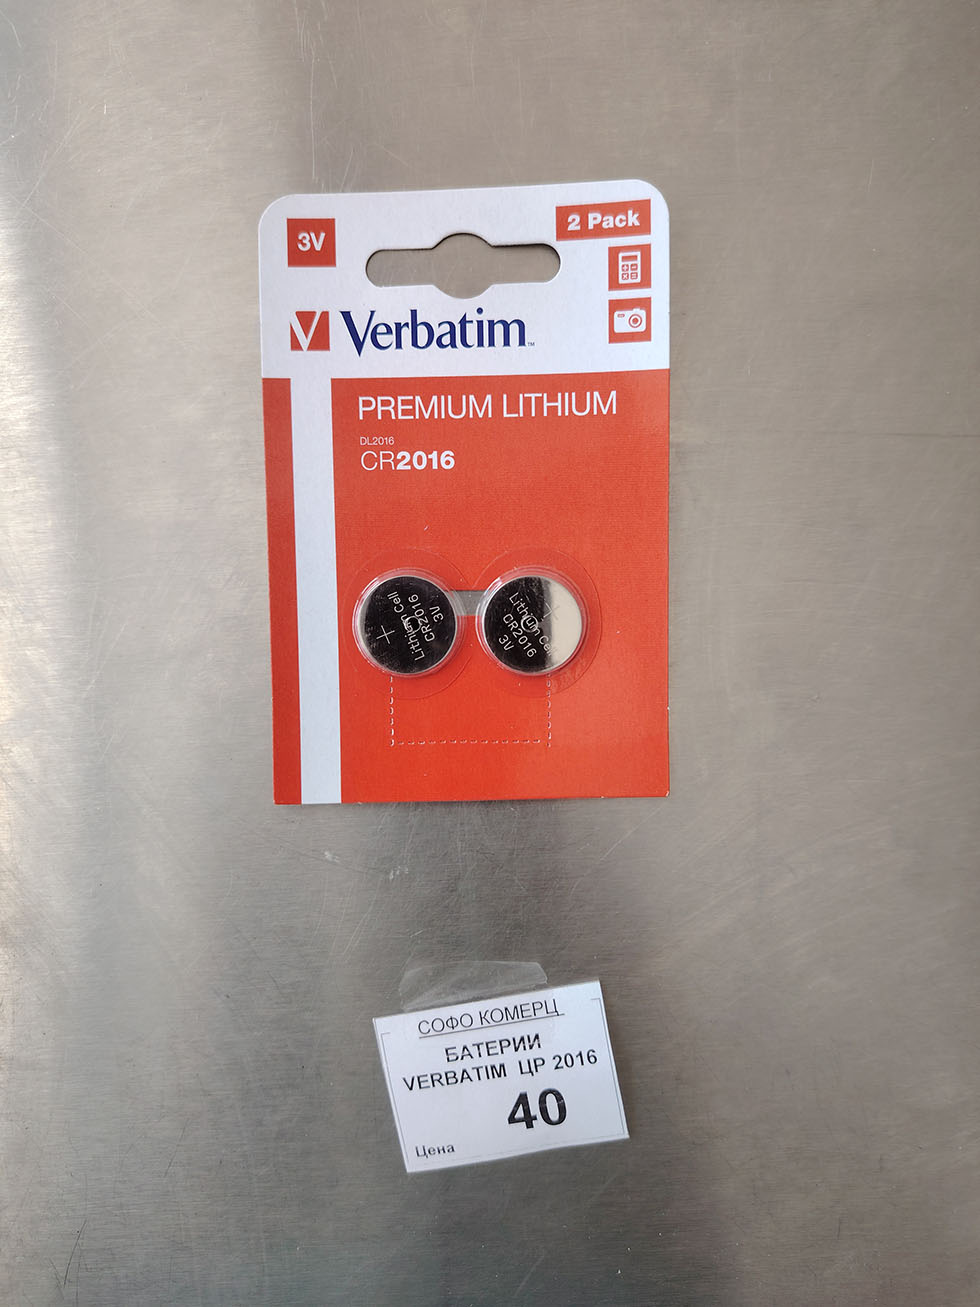 3V
2 Pack
Verbatim™
PREMIUM LITHIUM
DL2016
CR2016
Lithium Cell
CR2016
3V
+
Lithium Cell
CR2016
3V
СОФО КОМЕРЦ
БАТЕРИИ
VERBATIM ЦР 2016
40
Цена